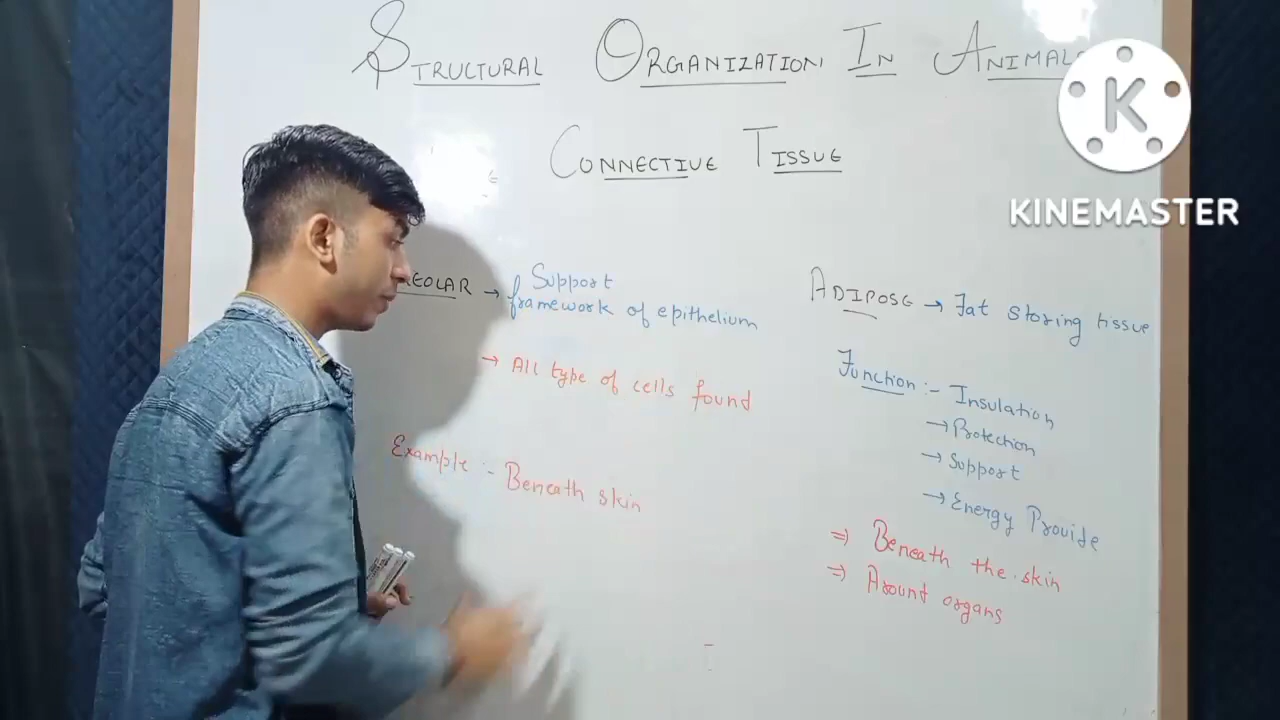 STRUCTURAL ORGANIZATION IN ANIMALS
CONNECTIVE TISSUE
EOLAR → Support
framework of epithelium
→ All type of cells found
Example :- Beneath skin
ADIPOSE → Fat storing tissue
Function :- Insulation
→ Protection
→ Support
→ Energy Provide
⇒ Beneath the skin
⇒ Around organs
K
KINEMASTER